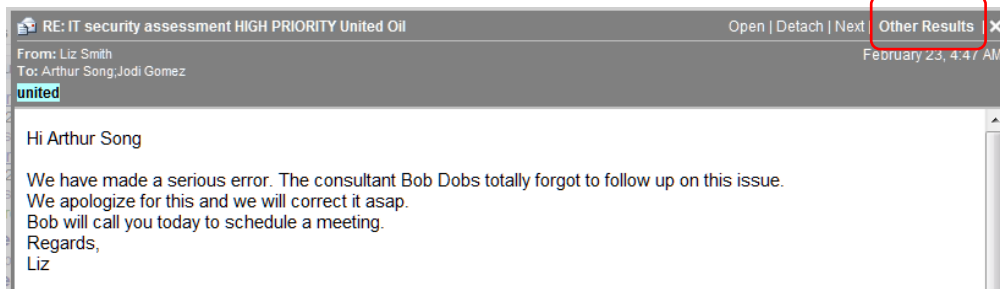 RE: IT security assessment HIGH PRIORITY United Oil Open | Detach | Next | Other Results | X
From: Liz Smith February 23, 4:47 AM
To: Arthur Song;Jodi Gomez
united
Hi Arthur Song
We have made a serious error. The consultant Bob Dobs totally forgot to follow up on this issue.
We apologize for this and we will correct it asap.
Bob will call you today to schedule a meeting.
Regards,
Liz